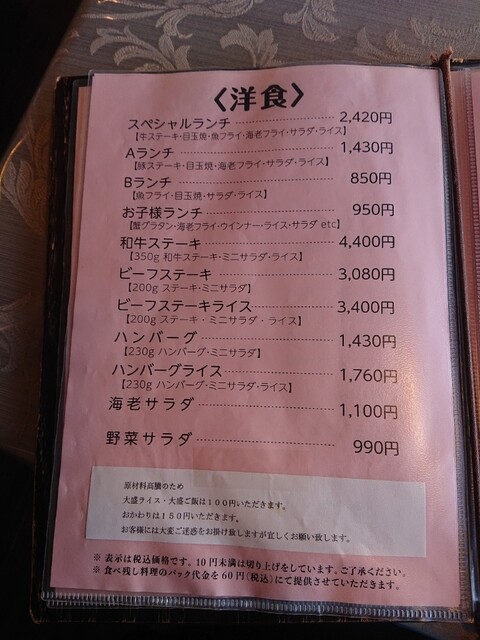 〈洋食〉
スペシャルランチ 2,420円
【牛ステーキ・目玉焼・魚フライ・海老フライ・サラダ・ライス】
Aランチ 1,430円
【豚ステーキ・目玉焼・海老フライ・サラダ・ライス】
Bランチ 850円
【魚フライ・目玉焼・サラダ・ライス】
お子様ランチ 950円
【蟹グラタン・海老フライ・ウインナー・ライス・サラダ etc】
和牛ステーキ 4,400円
【350g 和牛ステーキ・ミニサラダ・ライス】
ビーフステーキ 3,080円
【200g ステーキ・ミニサラダ】
ビーフステーキライス 3,400円
【200g ステーキ・ミニサラダ・ライス】
ハンバーグ 1,430円
【230g ハンバーグ・ミニサラダ】
ハンバーグライス 1,760円
【230g ハンバーグ・ミニサラダ・ライス】
海老サラダ 1,100円
野菜サラダ 990円
原材料高騰のため
大盛ライス・大盛ご飯は100円いただきます。
おかわりは150円いただきます。
お客様には大変ご迷惑をお掛け致しますが宜しくお願い致します。
※ 表示は税込価格です。10円未満は切り上げをしています。ご了承ください。
※ 食べ残し料理のパック代金を60円(税込)にて提供させていただきます。